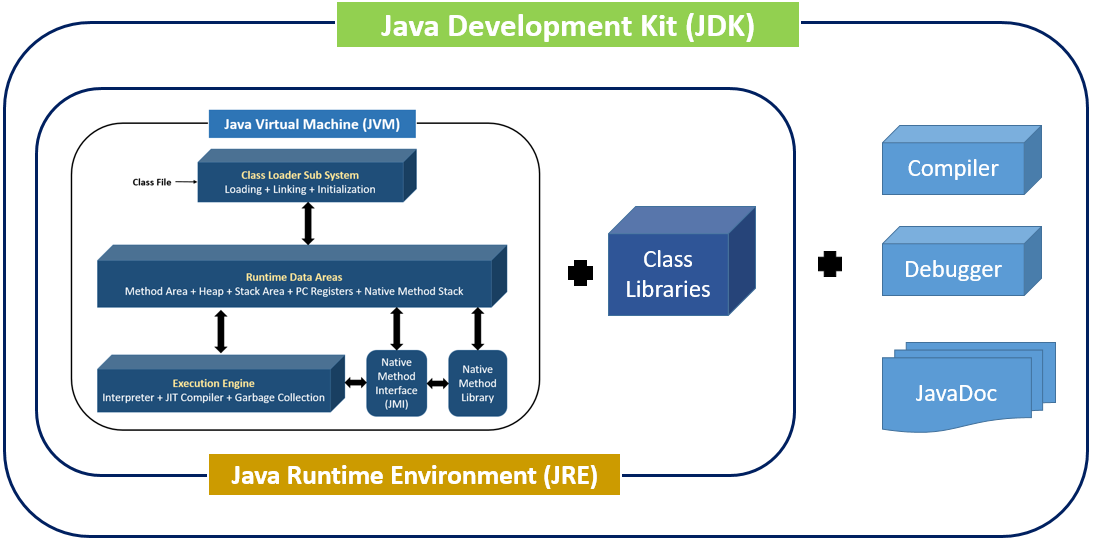 Java Development Kit (JDK)
Java Virtual Machine (JVM)
Class File
Class Loader Sub System
Loading + Linking + Initialization
Runtime Data Areas
Method Area + Heap + Stack Area + PC Registers + Native Method Stack
Execution Engine
Interpreter + JIT Compiler + Garbage Collection
Native
Method
Interface
(JMI)
Native
Method
Library
Class
Libraries
Compiler
Debugger
JavaDoc
Java Runtime Environment (JRE)